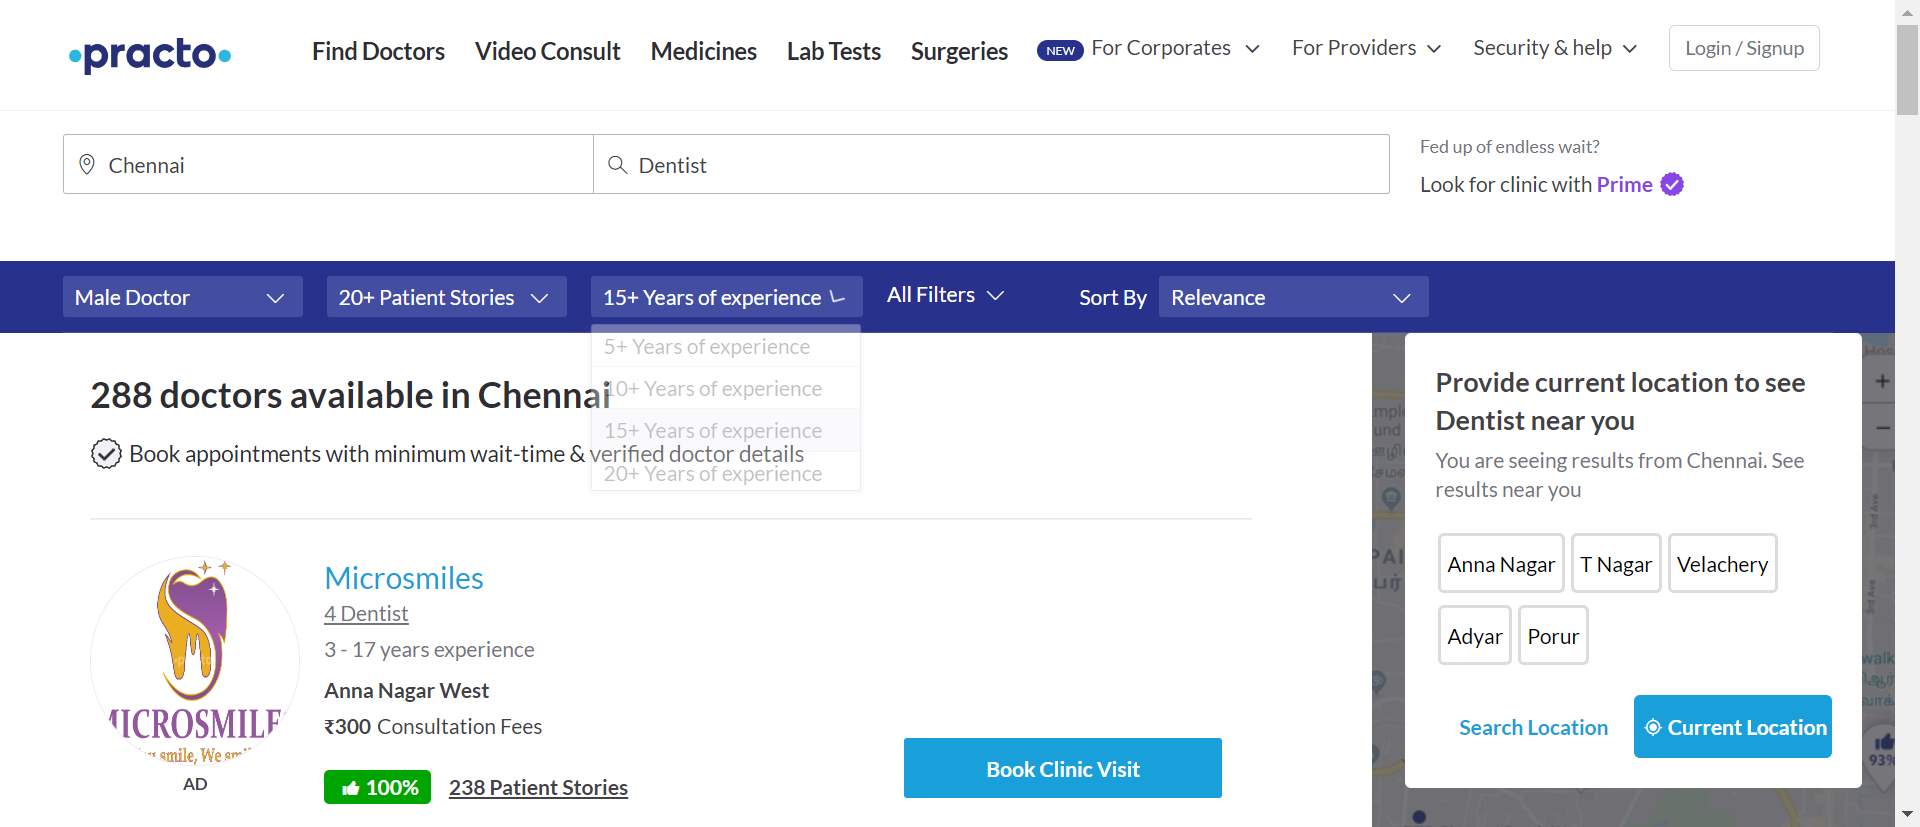 practo
Find Doctors
Video Consult
Medicines
Lab Tests
Surgeries
NEW
For Corporates
For Providers
Security & help
Login / Signup
Chennai
Dentist
Fed up of endless wait?
Look for clinic with Prime
Male Doctor
20+ Patient Stories
15+ Years of experience
All Filters
Sort By
Relevance
5+ Years of experience
10+ Years of experience
15+ Years of experience
20+ Years of experience
288 doctors available in Chennai
Book appointments with minimum wait-time & verified doctor details
Microsmiles
4 Dentist
3 - 17 years experience
Anna Nagar West
₹300 Consultation Fees
AD
100%
238 Patient Stories
Book Clinic Visit
Provide current location to see
Dentist near you
You are seeing results from Chennai. See
results near you
Anna Nagar
T Nagar
Velachery
Adyar
Porur
Search Location
Current Location
3rd Ave
3rd Ave
93%